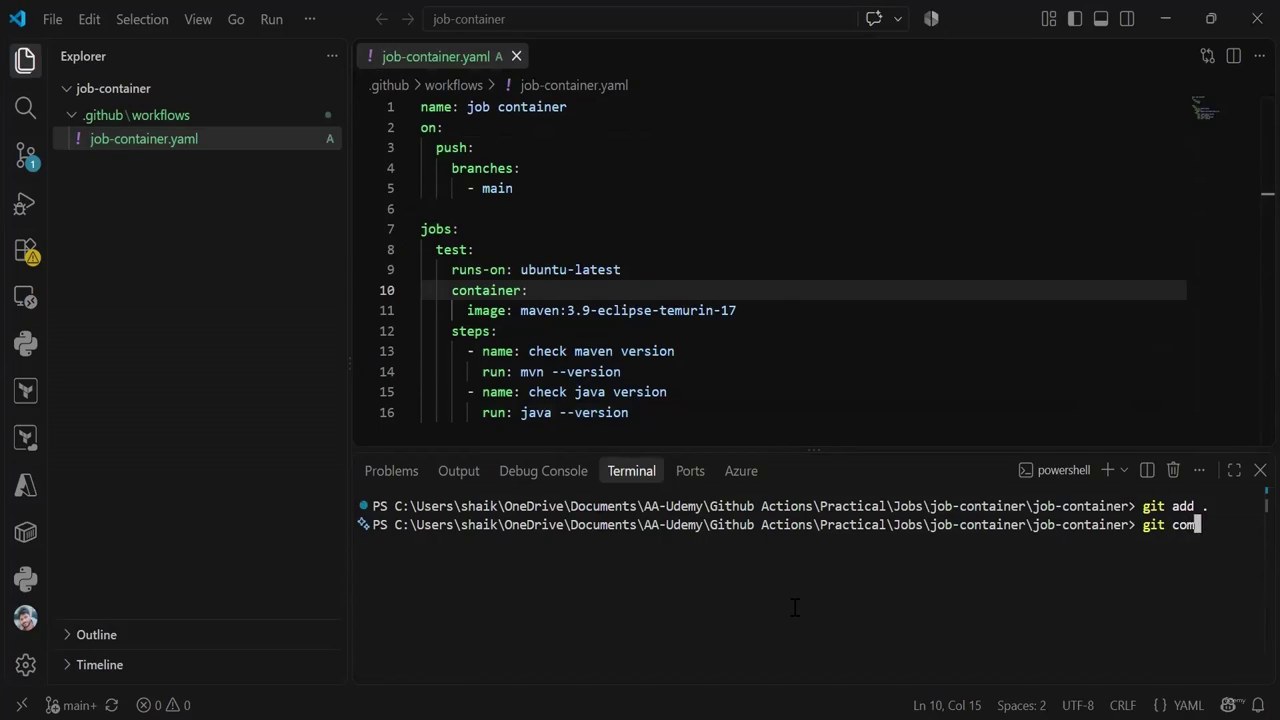 File Edit Selection View Go Run ···
job-container
Explorer
job-container
.github\workflows
! job-container.yaml A
! job-container.yaml A
.github > workflows > ! job-container.yaml
1 name: job container
2 on:
3 push:
4 branches:
5 - main
6
7 jobs:
8 test:
9 runs-on: ubuntu-latest
10 container:
11 image: maven:3.9-eclipse-temurin-17
12 steps:
13 - name: check maven version
14 run: mvn --version
15 - name: check java version
16 run: java --version
1
Problems Output Debug Console Terminal Ports Azure
powershell
PS C:\Users\shaik\OneDrive\Documents\AA-Udemy\Github Actions\Practical\Jobs\job-container\job-container> git add .
PS C:\Users\shaik\OneDrive\Documents\AA-Udemy\Github Actions\Practical\Jobs\job-container\job-container> git com
Outline
Timeline
main+ 0 0
Ln 10, Col 15 Spaces: 2 UTF-8 CRLF {} YAML